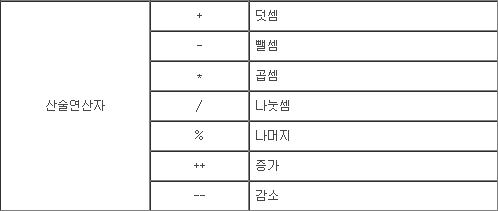 + 덧셈
- 뺄셈
* 곱셈
산술연산자 / 나눗셈
% 나머지
++ 증가
-- 감소